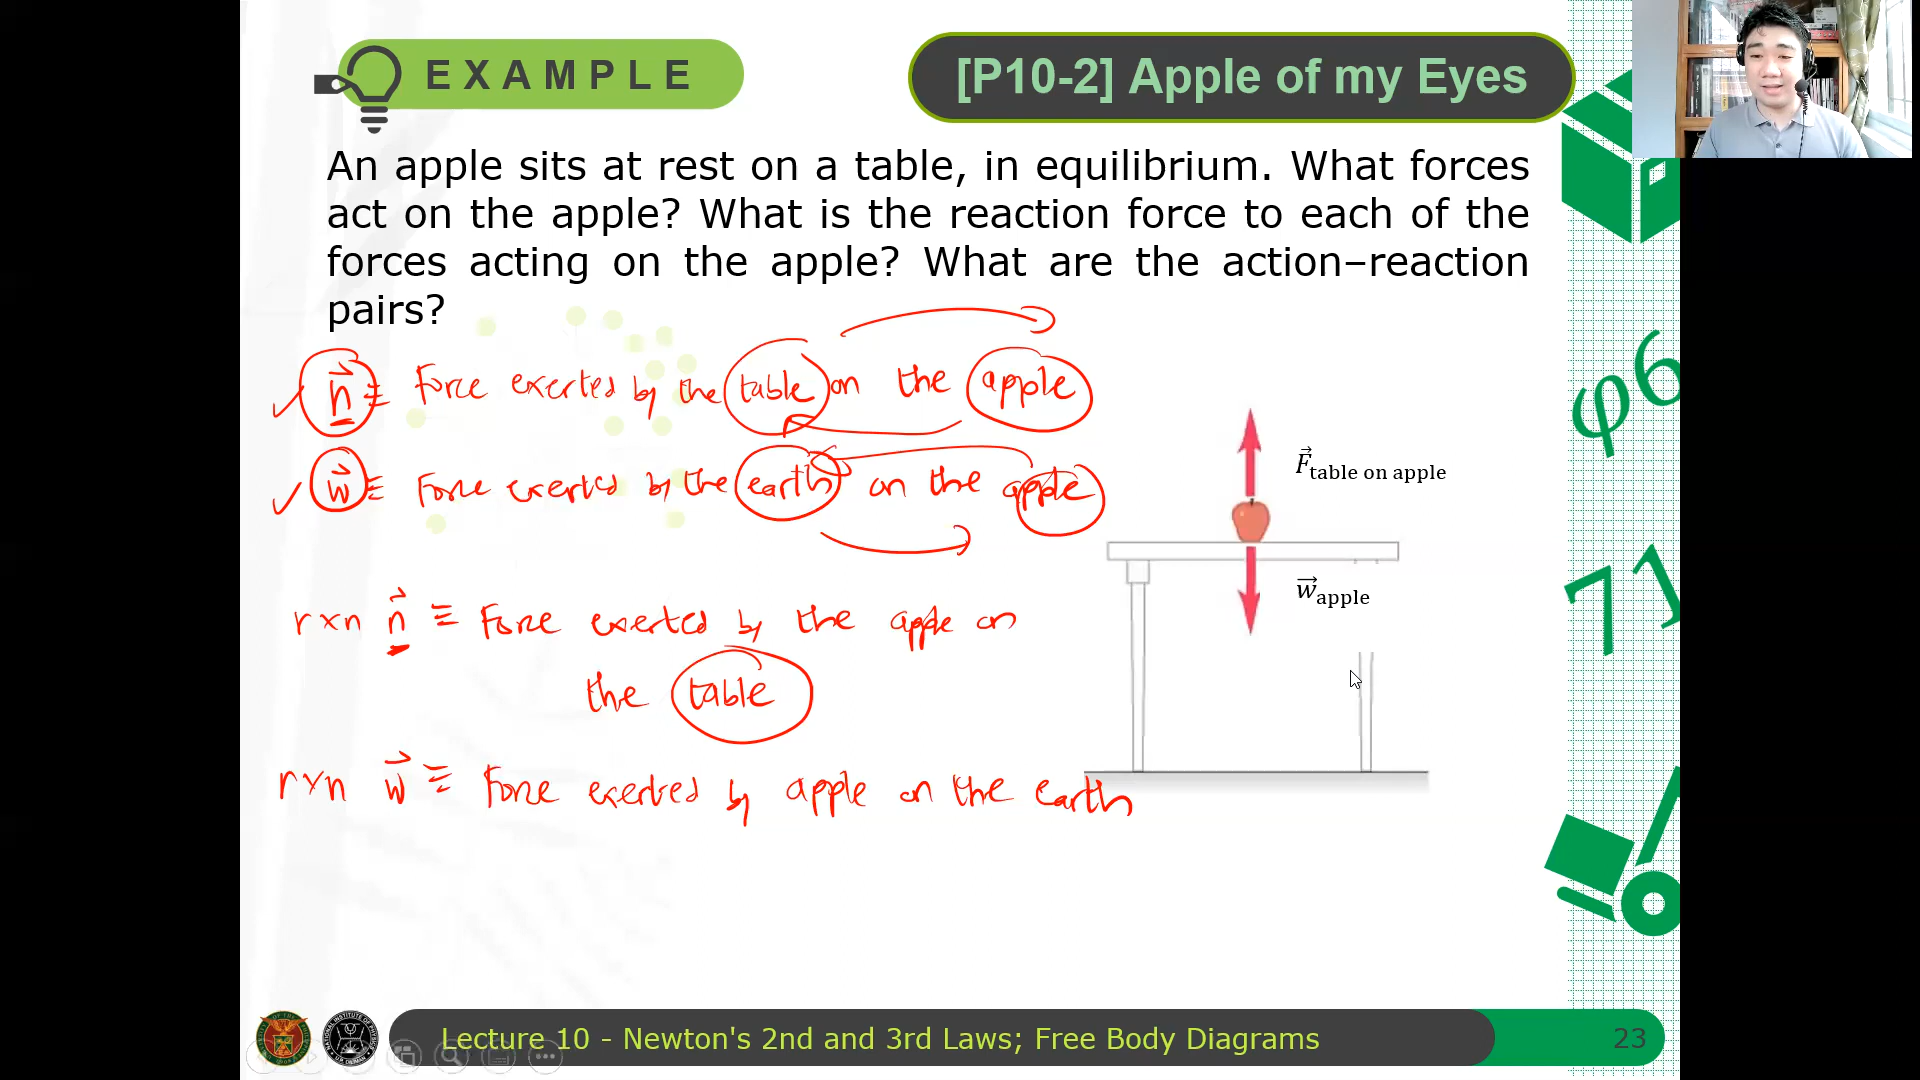 EXAMPLE
[P10-2] Apple of my Eyes
An apple sits at rest on a table, in equilibrium. What forces
act on the apple? What is the reaction force to each of the
forces acting on the apple? What are the action–reaction
pairs?
✓ n⃗ ≡ Force exerted by the table on the apple
✓ w⃗ ≡ Force exerted by the earth on the apple
F⃗ table on apple
w⃗ apple
rxn n⃗ ≡ Force exerted by the apple on
the table
rxn w⃗ ≡ Force exerted by apple on the earth
φ6
71
Lecture 10 - Newton's 2nd and 3rd Laws; Free Body Diagrams
23